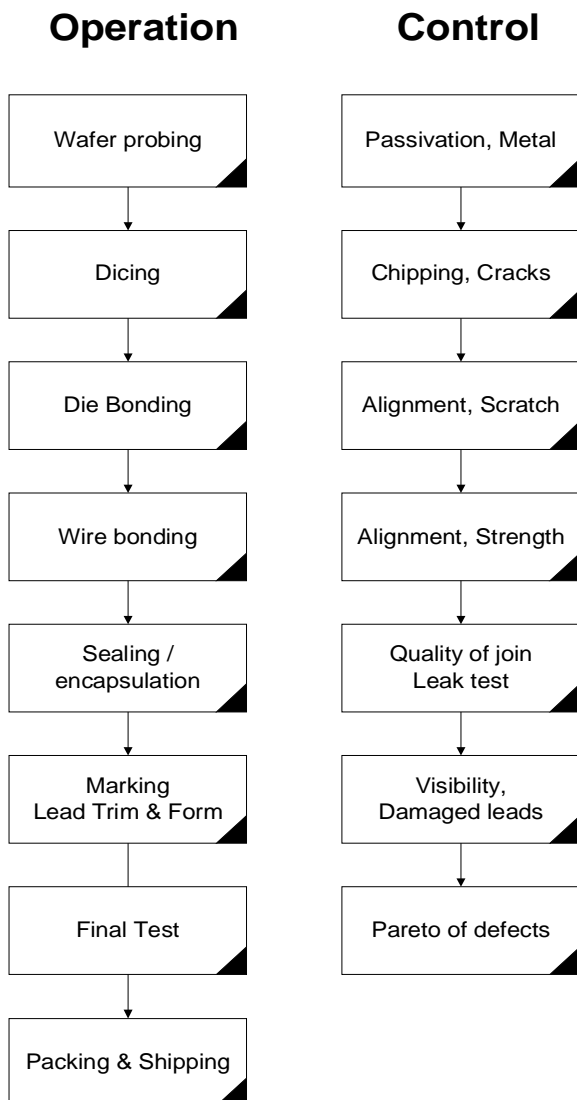 Operation
Control
Wafer probing
Passivation, Metal
Dicing
Chipping, Cracks
Die Bonding
Alignment, Scratch
Wire bonding
Alignment, Strength
Sealing /
encapsulation
Quality of join
Leak test
Marking
Lead Trim & Form
Visibility,
Damaged leads
Final Test
Pareto of defects
Packing & Shipping